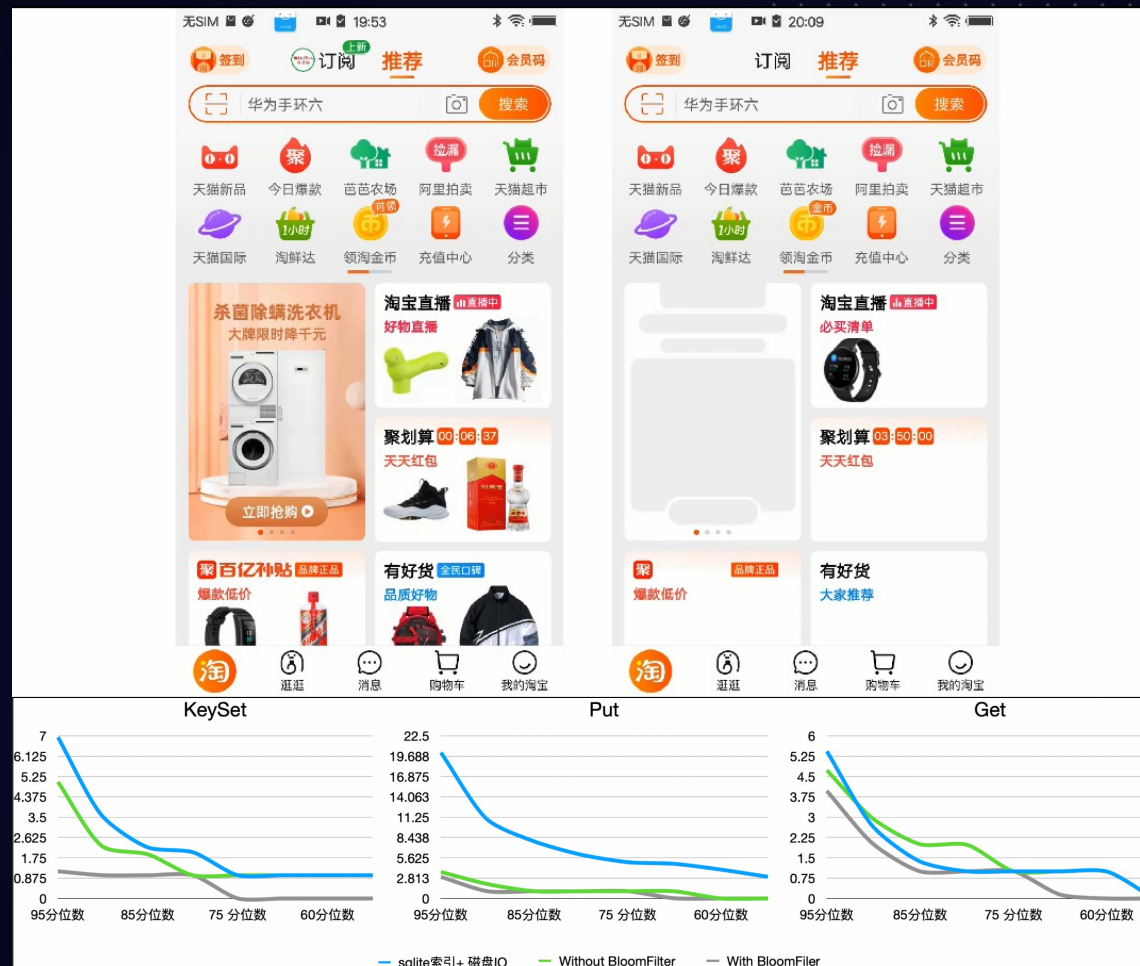 无SIM 19:53
签到 订阅 上新 推荐 会员码
华为手环六 搜索
捡漏
天猫新品 今日爆款 芭芭农场 阿里拍卖 天猫超市
可领
1小时
天猫国际 淘鲜达 领淘金币 充值中心 分类
杀菌除螨洗衣机
大牌限时降千元
立即抢购
淘宝直播 直播中
好物直播
聚划算 00:06:37
天天红包
聚 百亿补贴 品牌正品
爆款低价
有好货 全民口碑
品质好物
淘 逛逛 消息 购物车 我的淘宝
无SIM 20:09
签到 订阅 推荐 会员码
华为手环六 搜索
捡漏
天猫新品 今日爆款 芭芭农场 阿里拍卖 天猫超市
金币
1小时
天猫国际 淘鲜达 领淘金币 充值中心 分类
淘宝直播 直播中
必买清单
聚划算 03:50:00
天天红包
聚 品牌正品
爆款低价
有好货
大家推荐
淘 逛逛 消息 购物车 我的淘宝
KeySet
7
6.125
5.25
4.375
3.5
2.625
1.75
0.875
0
95分位数 85分位数 75 分位数 60分位数
Put
22.5
19.688
16.875
14.063
11.25
8.438
5.625
2.813
0
95分位数 85分位数 75 分位数 60分位数
Get
6
5.25
4.5
3.75
3
2.25
1.5
0.75
0
95分位数 85分位数 75 分位数 60分位数
sqlite索引+ 磁盘IO Without BloomFilter With BloomFiler